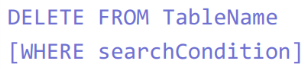 DELETE FROM TableName
[WHERE searchCondition]